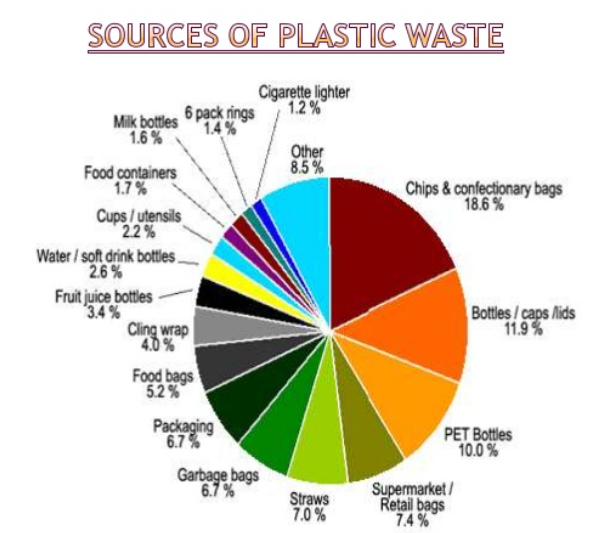 SOURCES OF PLASTIC WASTE
Cigarette lighter
1.2 %
6 pack rings
1.4 %
Milk bottles
1.6 %
Other
8.5 %
Food containers
1.7 %
Chips & confectionary bags
18.6 %
Cups / utensils
2.2 %
Water / soft drink bottles
2.6 %
Fruit juice bottles
3.4 %
Bottles / caps /lids
11.9 %
Cling wrap
4.0 %
Food bags
5.2 %
Packaging
6.7 %
PET Bottles
10.0 %
Garbage bags
6.7 %
Straws
7.0 %
Supermarket /
Retail bags
7.4 %